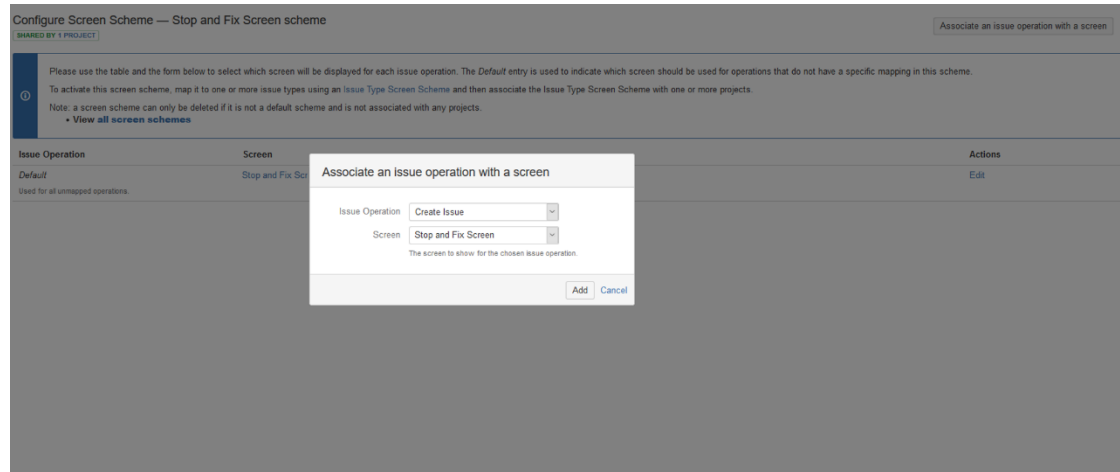 Configure Screen Scheme — Stop and Fix Screen scheme
SHARED BY 1 PROJECT
Associate an issue operation with a screen
Please use the table and the form below to select which screen will be displayed for each issue operation. The Default entry is used to indicate which screen should be used for operations that do not have a specific mapping in this scheme.
To activate this screen scheme, map it to one or more issue types using an Issue Type Screen Scheme and then associate the Issue Type Screen Scheme with one or more projects.
Note: a screen scheme can only be deleted if it is not a default scheme and is not associated with any projects.
• View all screen schemes
Issue Operation Screen Actions
Default Stop and Fix Scr Edit
Used for all unmapped operations.
Associate an issue operation with a screen
Issue Operation Create Issue
Screen Stop and Fix Screen
The screen to show for the chosen issue operation.
Add Cancel